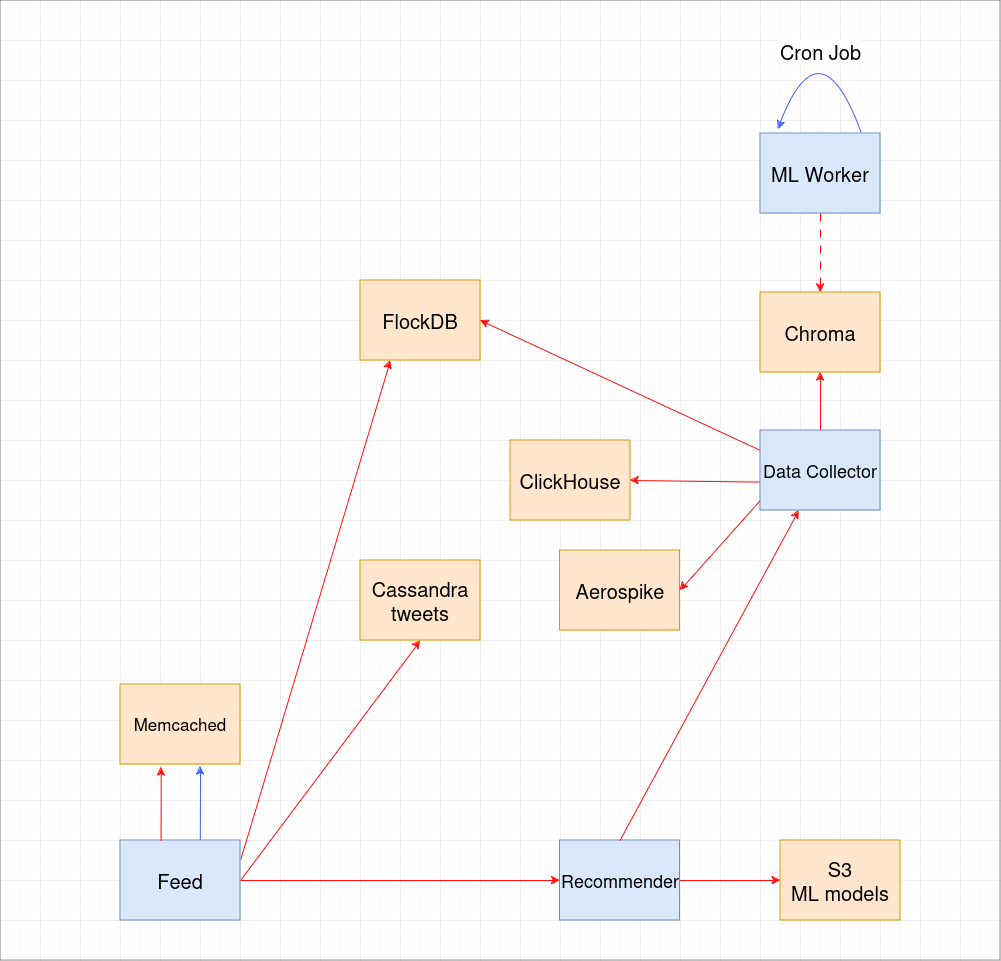 Cron Job
ML Worker
FlockDB
Chroma
Data Collector
ClickHouse
Aerospike
Cassandra
tweets
Memcached
Feed
Recommender
S3
ML models